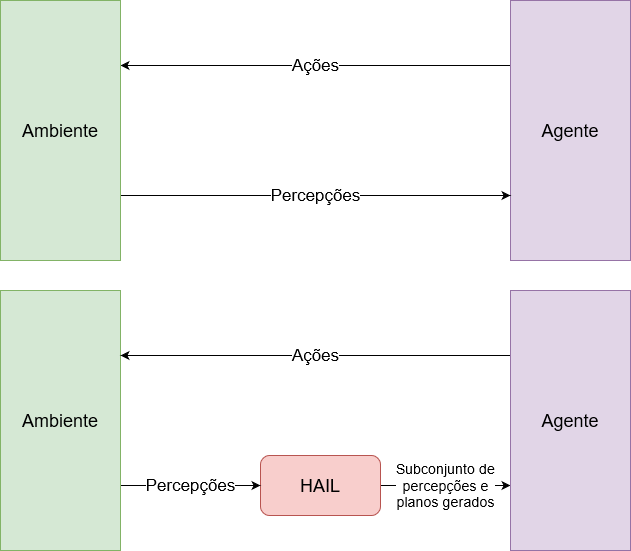 Ações
Ambiente
Agente
Percepções
Ações
Ambiente
Agente
Percepções
HAIL
Subconjunto de
percepções e
planos gerados